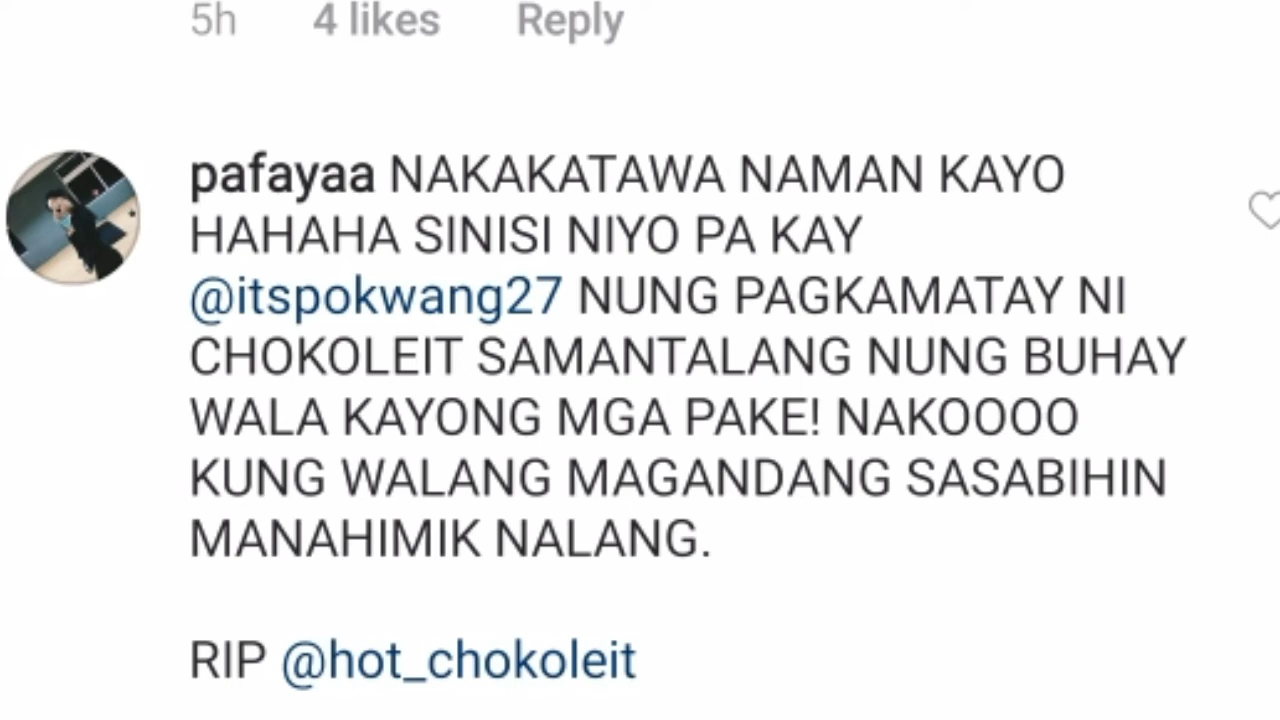 5h 4 likes Reply
pafayaa NAKAKATAWA NAMAN KAYO
HAHAHA SINISI NIYO PA KAY
@itspokwang27 NUNG PAGKAMATAY NI
CHOKOLEIT SAMANTALANG NUNG BUHAY
WALA KAYONG MGA PAKE! NAKOOOO
KUNG WALANG MAGANDANG SASABIHIN
MANAHIMIK NALANG.
RIP @hot_chokoleit